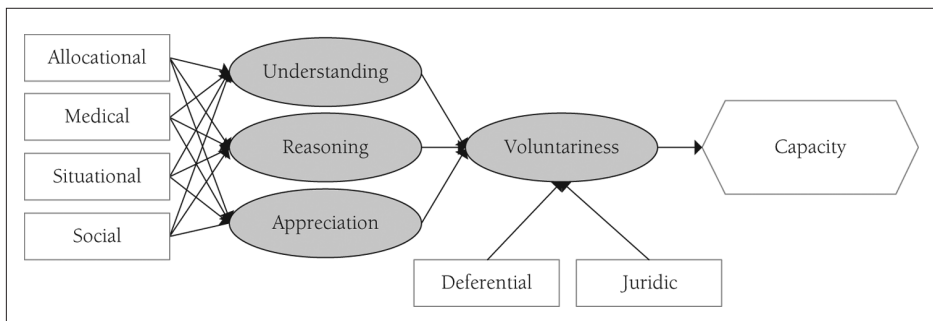 Allocational
Medical
Situational
Social
Understanding
Reasoning
Appreciation
Voluntariness
Capacity
Deferential
Juridic